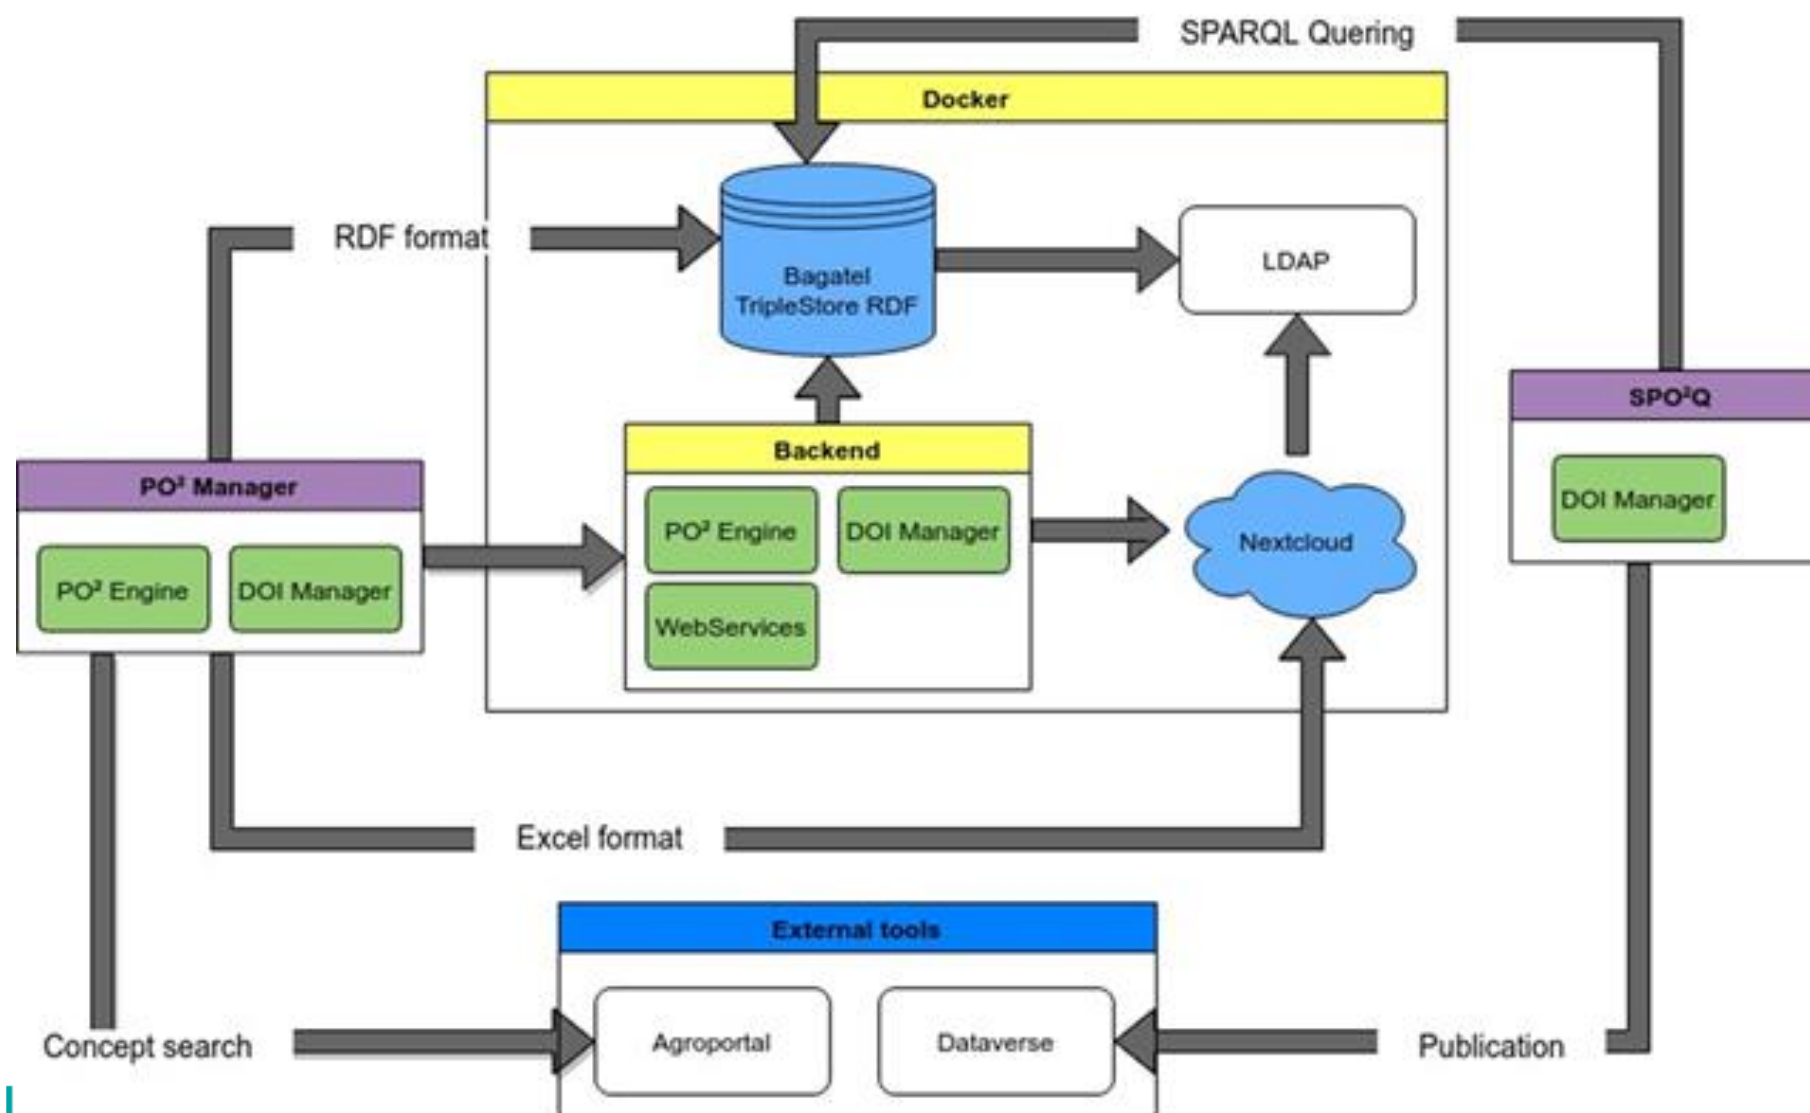 SPARQL Quering
Docker
RDF format
Bagatel
TripleStore RDF
LDAP
SPO²Q
Backend
PO² Manager
DOI Manager
PO² Engine
DOI Manager
Nextcloud
PO² Engine
DOI Manager
WebServices
Excel format
External tools
Concept search
Agroportal
Dataverse
Publication